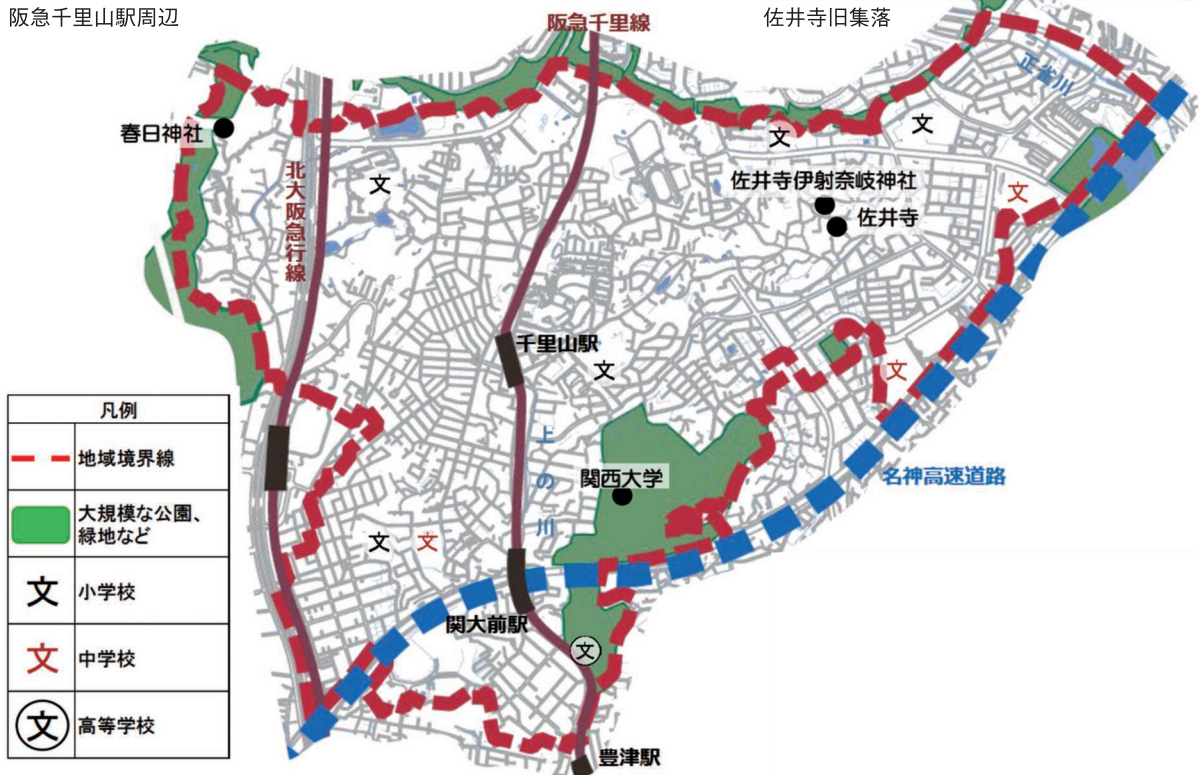 阪急千里山駅周辺
佐井寺旧集落
阪急千里線
正雀川
春日神社
文
文
文
北大阪急行線
佐井寺伊射奈岐神社
文
佐井寺
千里山駅
文
文
上の川
関西大学
名神高速道路
文
文
関大前駅
文
豊津駅
凡例
地域境界線
大規模な公園、
緑地など
文
小学校
文
中学校
文
高等学校